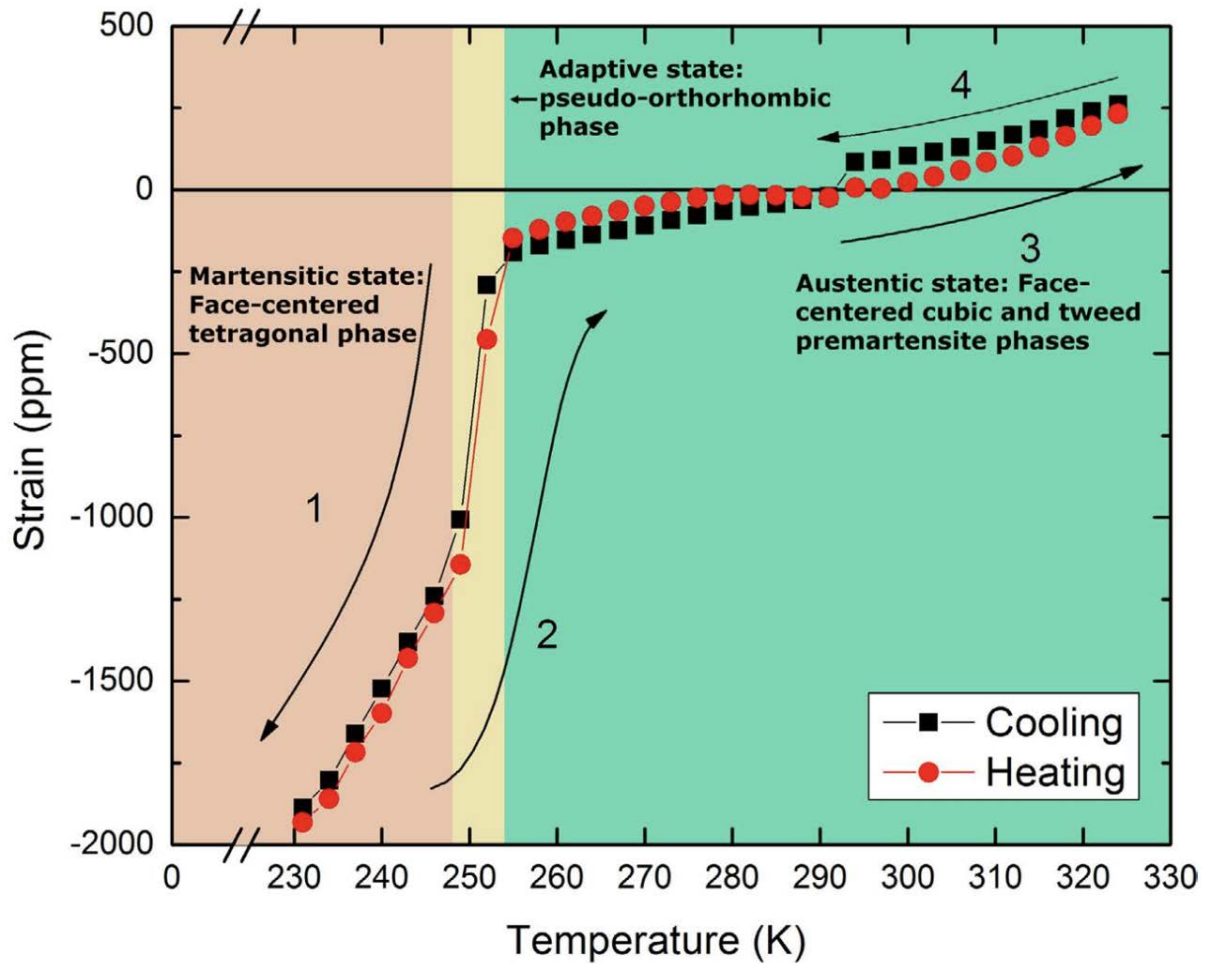 500
250
0
-500
-1000
-1500
-2000
Strain (ppm)
Adaptive state:
pseudo-orthorhombic
phase
4
3
Martensitic state:
Face-centered
tetragonal phase
Austentic state: Face-
centered cubic and tweed
premartensite phases
1
2
Cooling
Heating
0 230 240 250 260 270 280 290 300 310 320 330
Temperature (K)